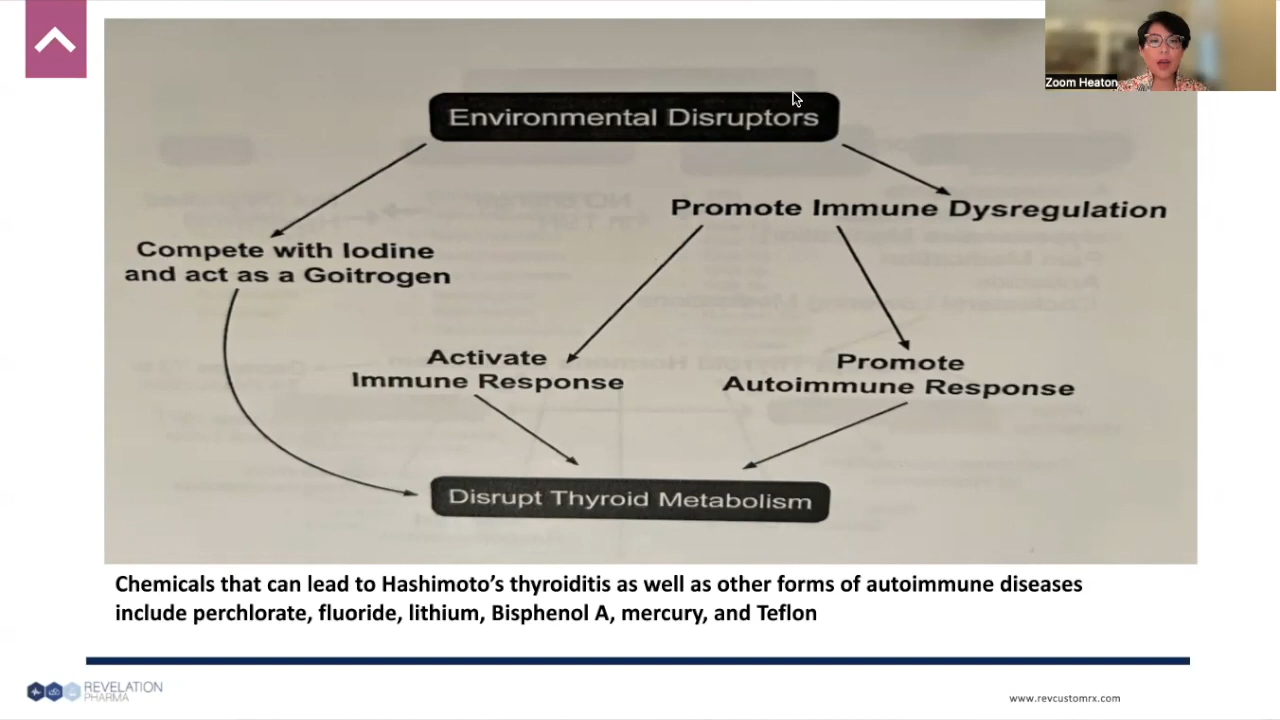 Zoom Heaton
Environmental Disruptors
Promote Immune Dysregulation
Compete with Iodine
and act as a Goitrogen
Activate
Immune Response
Promote
Autoimmune Response
Disrupt Thyroid Metabolism
Chemicals that can lead to Hashimoto's thyroiditis as well as other forms of autoimmune diseases
include perchlorate, fluoride, lithium, Bisphenol A, mercury, and Teflon
REVELATION
PHARMA
www.revcustomrx.com